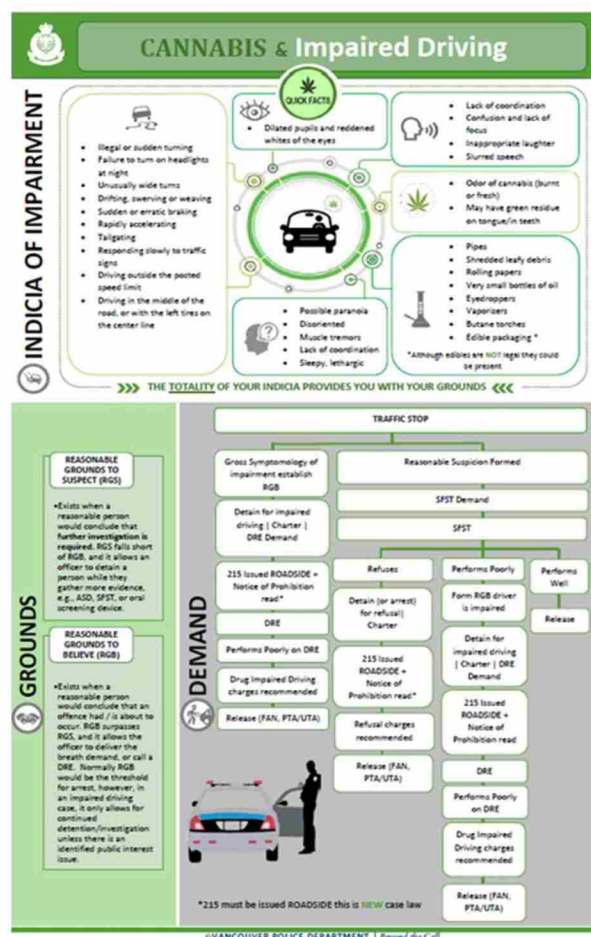 CANNABIS & Impaired Driving
INDICIA OF IMPAIRMENT
QUICK FACTS
• Illegal or sudden turning
• Failure to turn on headlights
at night
• Unusually wide turns
• Drifting, swerving or weaving
• Sudden or erratic braking
• Rapidly accelerating
• Tailgating
• Responding slowly to traffic
signs
• Driving outside the posted
speed limit
• Driving in the middle of the
road, or with the left tires on
the center line
• Dilated pupils and reddened
whites of the eyes
• Lack of coordination
• Confusion and lack of
focus
• Inappropriate laughter
• Slurred speech
• Odor of cannabis (burnt
or fresh)
• May have green residue
on tongue/in teeth
• Pipes
• Shredded leafy debris
• Rolling papers
• Very small bottles of oil
• Eyedroppers
• Vaporizers
• Butane torches
• Edible packaging *
*Although edibles are NOT legal they could
be present
• Possible paranoia
• Disoriented
• Muscle tremors
• Lack of coordination
• Sleepy, lethargic
>>> THE TOTALITY OF YOUR INDICIA PROVIDES YOU WITH YOUR GROUNDS <<<
GROUNDS
REASONABLE
GROUNDS TO
SUSPECT (RGS)
•Exists when a
reasonable person
would conclude that
further investigation is
required. RGS falls short
of RGB, and it allows an
officer to detain a
person while they
gather more evidence,
e.g., ASD, SFST, or oral
screening device.
REASONABLE
GROUNDS TO
BELIEVE (RGB)
•Exists when a
reasonable person
would conclude that an
offence had / is about to
occur. RGB surpasses
RGS, and it allows the
officer to deliver the
breath demand, or call a
DRE. Normally RGB
would be the threshold
for arrest, however, in
an impaired driving
case, it only allows for
continued
detention/investigation
unless there is an
identified public interest
issue.
DEMAND
TRAFFIC STOP
Gross Symptomology of
impairment establish
RGB
Detain for impaired
driving | Charter |
DRE Demand
215 Issued ROADSIDE +
Notice of Prohibition
read*
DRE
Performs Poorly on DRE
Drug Impaired Driving
charges recommended
Release (FAN, PTA/UTA)
Reasonable Suspicion Formed
SFST Demand
SFST
Refuses
Detain (or arrest)
for refusal|
Charter
215 Issued
ROADSIDE +
Notice of
Prohibition read*
Refusal charges
recommended
Release (FAN,
PTA/UTA)
Performs Poorly
Form RGB driver
is impaired
Detain for
impaired driving
| Charter | DRE
Demand
215 Issued
ROADSIDE +
Notice of
Prohibition read
DRE
Performs Poorly
on DRE
Drug Impaired
Driving charges
recommended
Release (FAN,
PTA/UTA)
Performs
Well
Release
*215 must be issued ROADSIDE this is NEW case law
©VANCOUVER POLICE DEPARTMENT | Beyond the Call